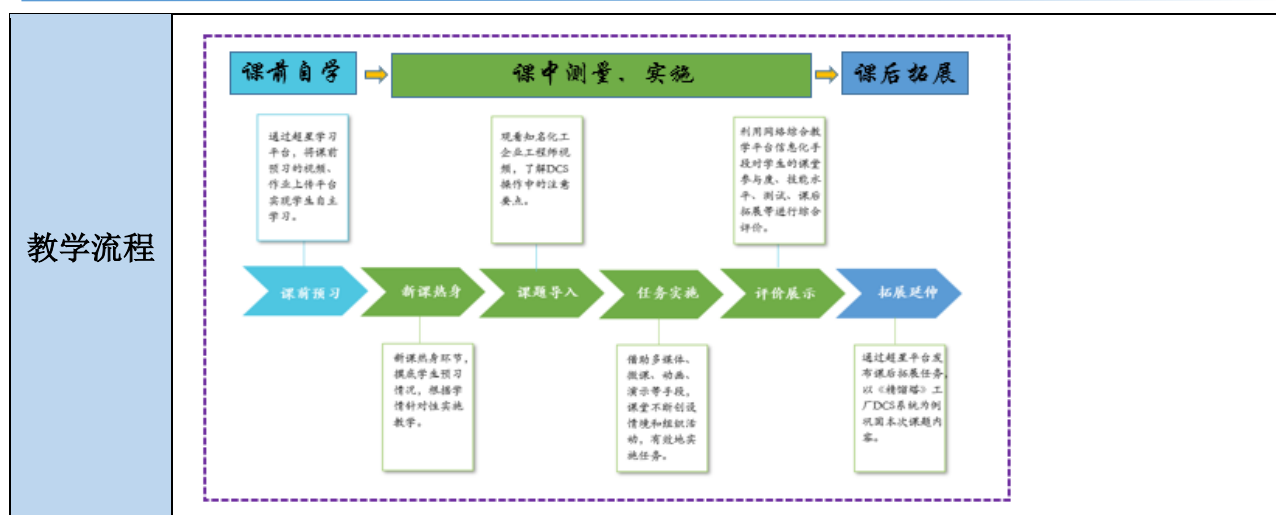 教学流程
课前自学
课中测量、实施
课后拓展
通过超星学习
平台，将课前
预习的视频、
作业上传平台
实现学生自主
学习。
观看知名化工
企业工程师视
频，了解DCS
操作中的注意
要点。
利用网络综合教
学平台信息化手
段对学生的课堂
参与度、技能水
平、测试、课后
拓展等进行综合
评价。
课前预习
新课热身
课题导入
任务实施
评价展示
拓展延伸
新课热身环节，
摸底学生预习
情况，根据学
情针对性实施
教学。
借助多媒体、
微课、动画、
演示等手段，
课堂不断创设
情境和组织活
动，有效地实
施任务。
通过超星平台发
布课后拓展任务，
以《精馏塔》工
厂DCS系统为例
巩固本次课题内
容。